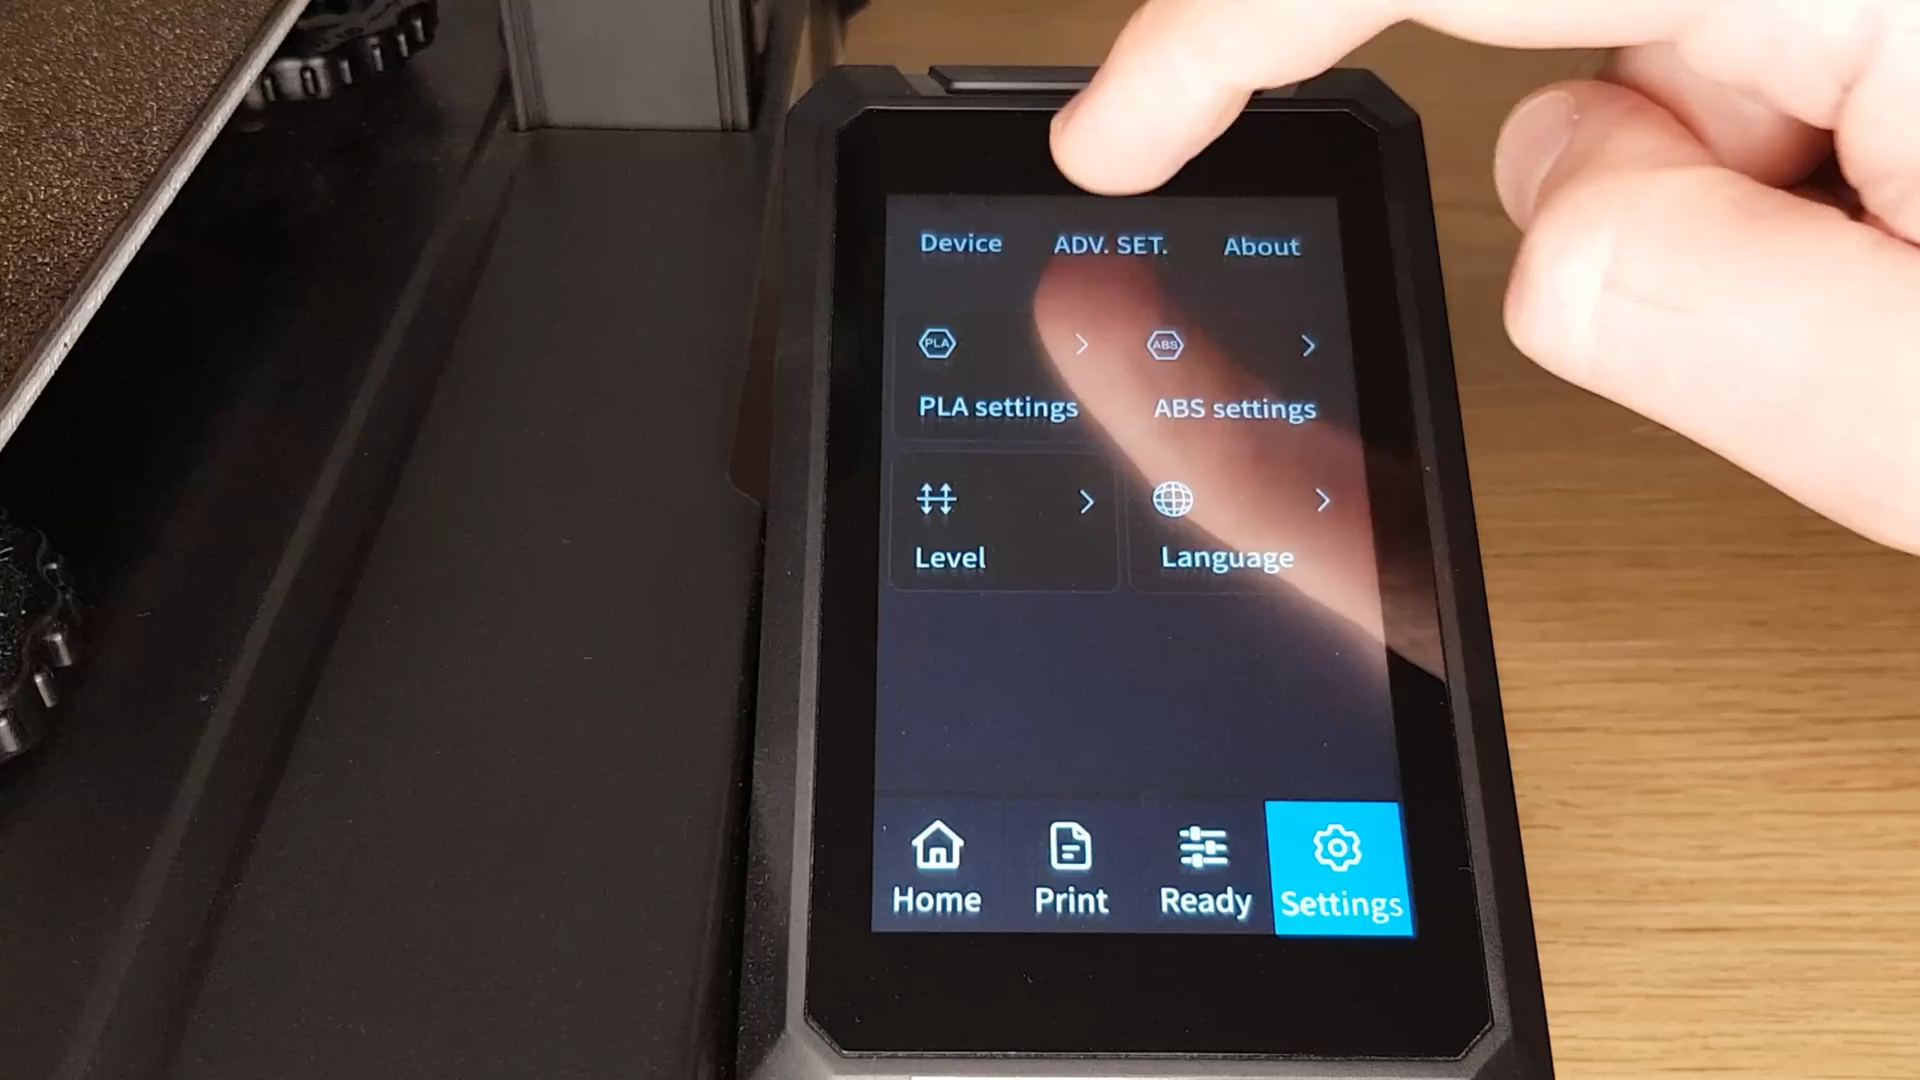 Device ADV. SET. About
PLA ABS
PLA settings ABS settings
Level Language
Home Print Ready Settings